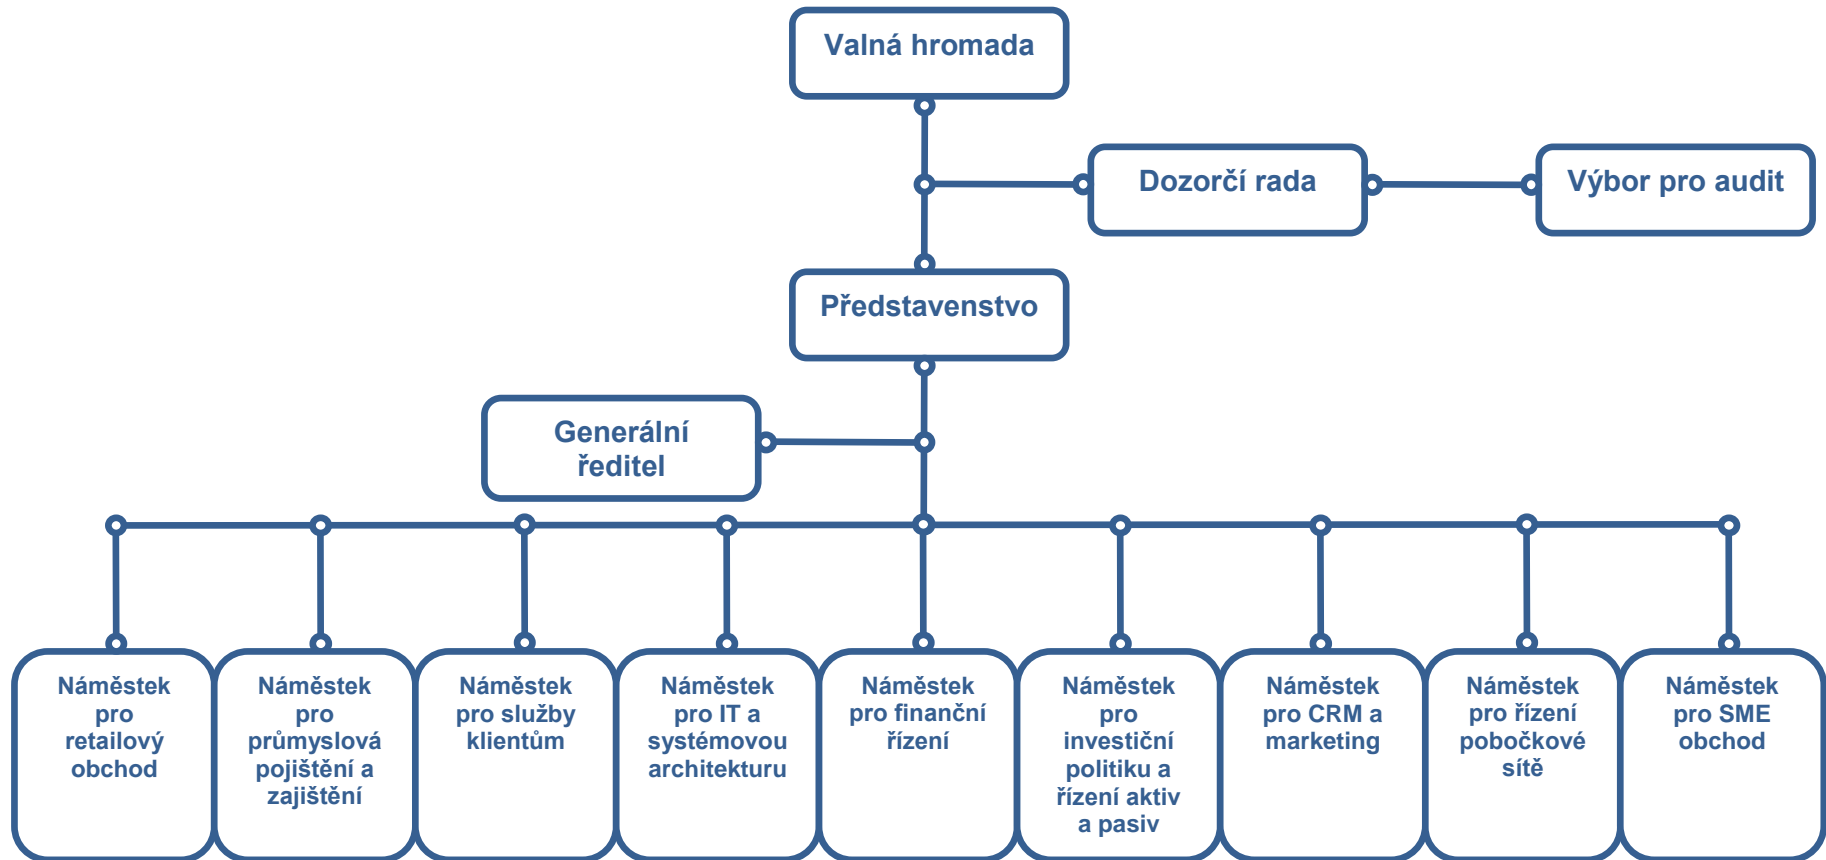 Valná hromada
Dozorčí rada
Výbor pro audit
Představenstvo
Generální
ředitel
Náměstek
pro
retailový
obchod
Náměstek
pro
průmyslová
pojištění a
zajištění
Náměstek
pro služby
klientům
Náměstek
pro IT a
systémovou
architekturu
Náměstek
pro finanční
řízení
Náměstek
pro
investiční
politiku a
řízení aktiv
a pasiv
Náměstek
pro CRM a
marketing
Náměstek
pro řízení
pobočkové
sítě
Náměstek
pro SME
obchod